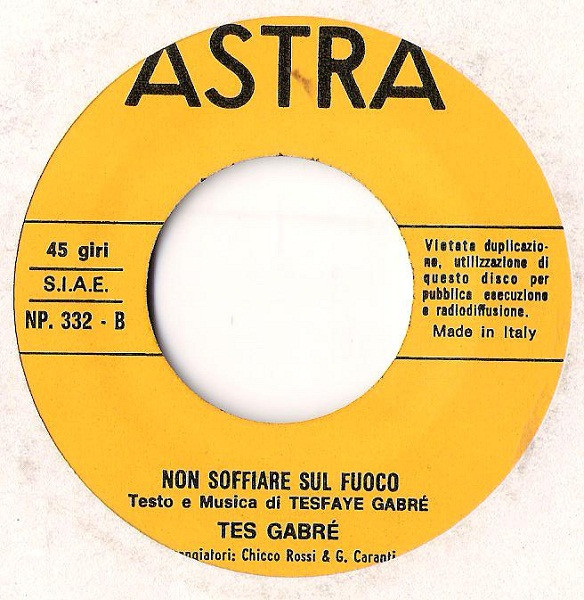 ASTRA
45 giri
S.I.A.E.
NP. 332 - B
Vietata duplicazio-
ne, utilizzazione di
questo disco per
pubblica esecuzione
e radiodiffusione.
Made in Italy
NON SOFFIARE SUL FUOCO
Testo e Musica di TESFAYE GABRÉ
TES GABRÉ
Chicco Rossi & G. Caranti